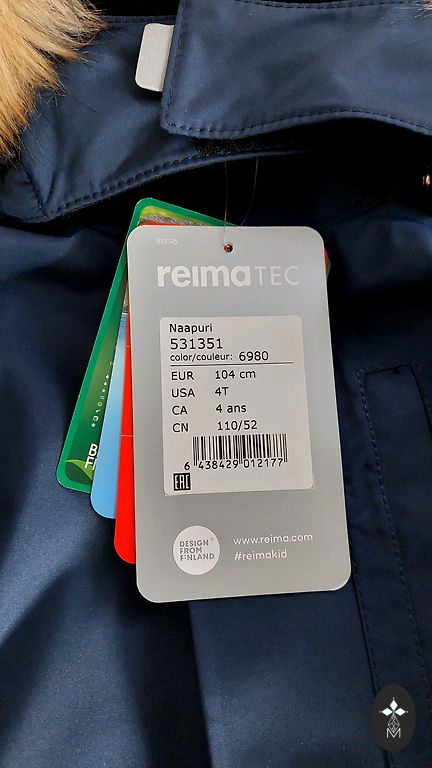 85E96
reimaTEC
Naapuri
531351
color/couleur: 6980
EUR 104 cm
USA 4T
CA 4 ans
CN 110/52
6 438429 012177
EAC
DESIGN FROM FINLAND
www.reima.com
#reimakid
M